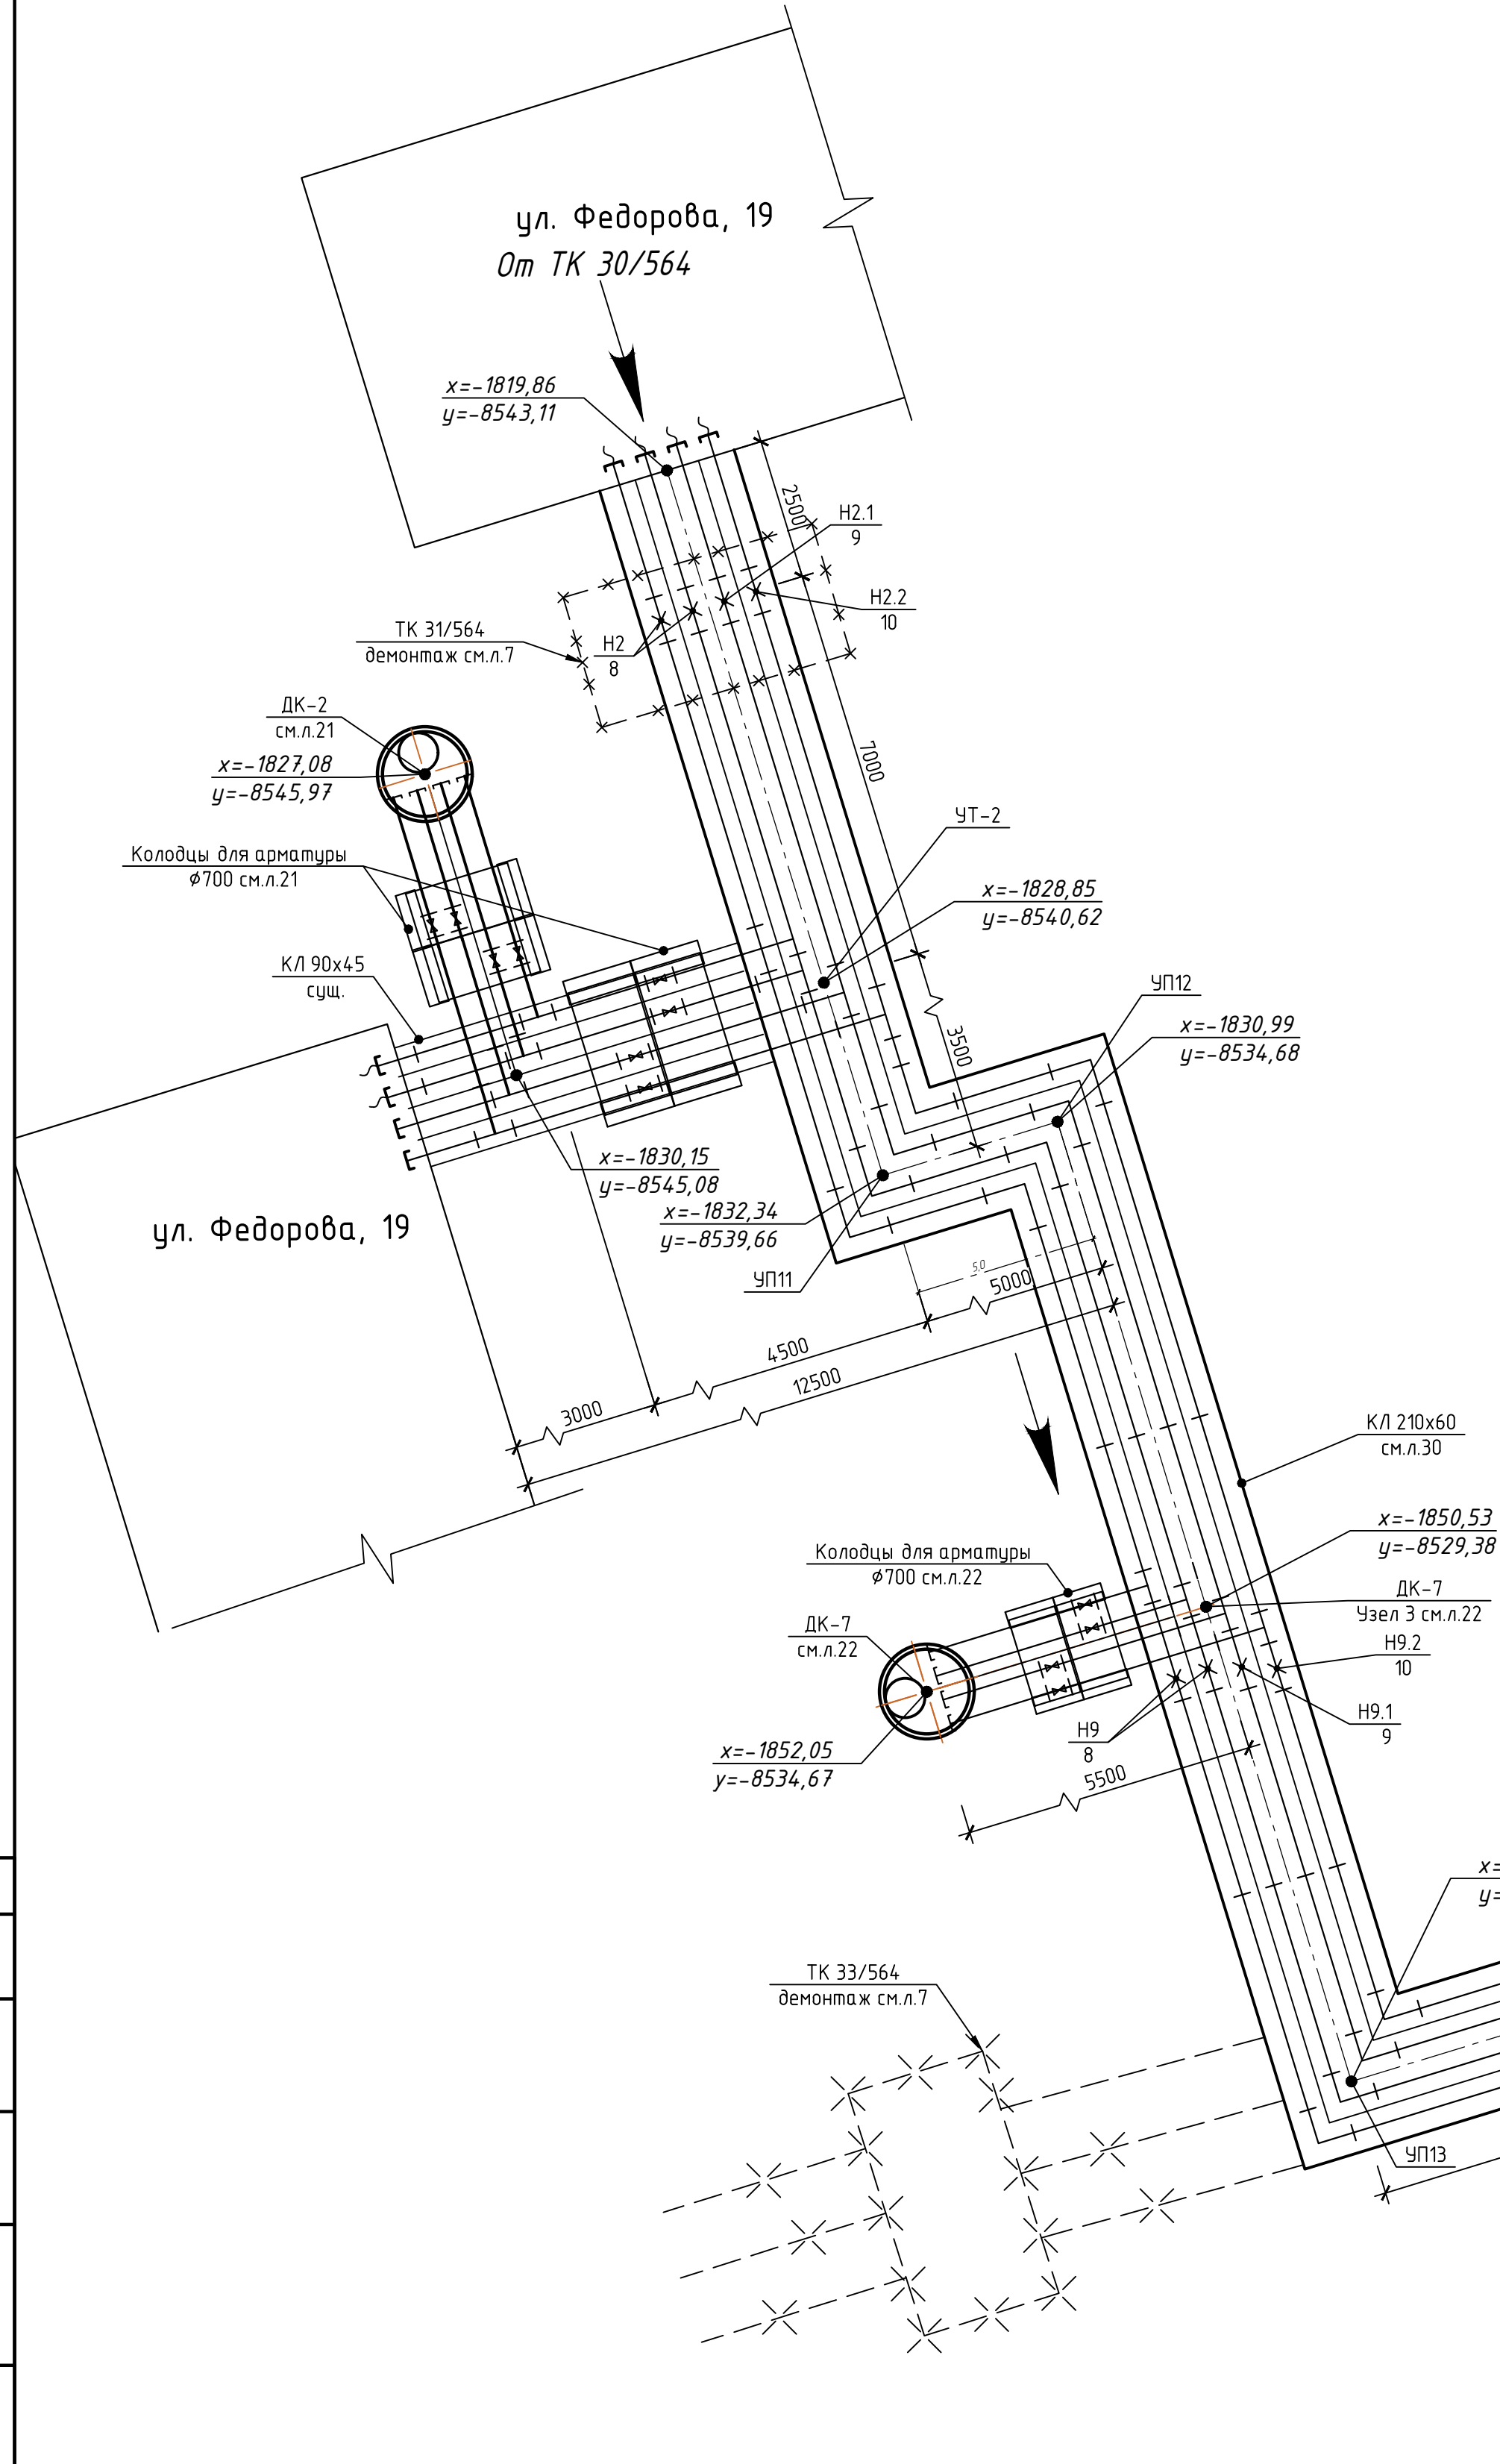 ул. Федорова, 19
От ТК 30/564
x=-1819,86
y=-8543,11
2500
Н2.1
9
Н2.2
10
ТК 31/564
демонтаж см.л.7
Н2
8
ДК-2
см.л.21
x=-1827,08
y=-8545,97
7000
УТ-2
Колодцы для арматуры
Ø700 см.л.21
x=-1828,85
y=-8540,62
КЛ 90х45
сущ.
УП12
x=-1830,99
y=-8534,68
3500
x=-1830,15
y=-8545,08
ул. Федорова, 19
x=-1832,34
y=-8539,66
УП11
5,0
5000
4500
12500
3000
КЛ 210х60
см.л.30
x=-1850,53
y=-8529,38
Колодцы для арматуры
Ø700 см.л.22
ДК-7
Узел 3 см.л.22
ДК-7
см.л.22
Н9.2
10
Н9.1
9
Н9
8
x=-1852,05
y=-8534,67
5500
x=
y=
ТК 33/564
демонтаж см.л.7
УП13